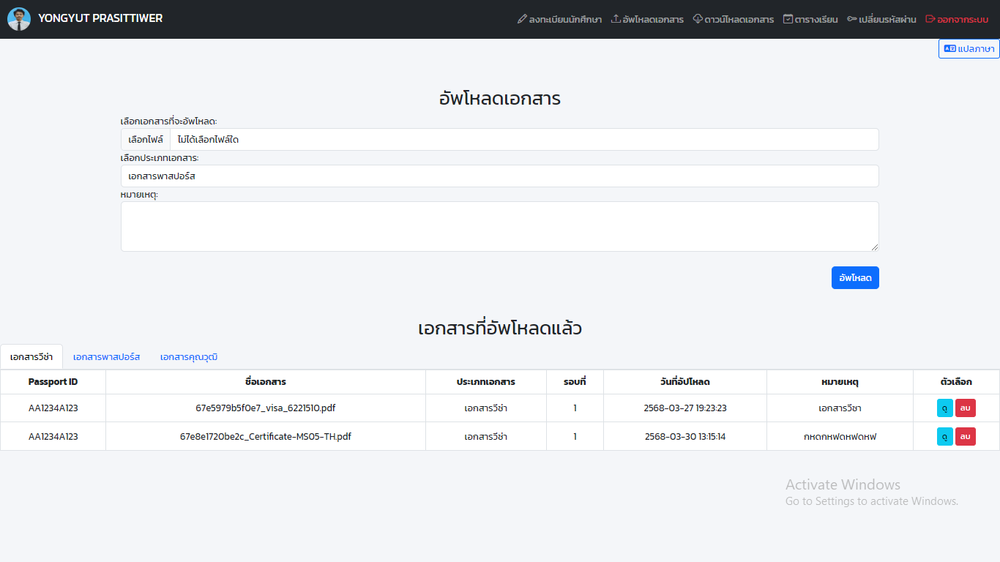 YONGYUT PRASITTIWER
ลงทะเบียนนักศึกษา อัพโหลดเอกสาร ดาวน์โหลดเอกสาร ตารางเรียน เปลี่ยนรหัสผ่าน ออกจากระบบ
แปลภาษา
อัพโหลดเอกสาร
เลือกเอกสารที่จะอัพโหลด:
เลือกไฟล์ ไม่ได้เลือกไฟล์ใด
เลือกประเภทเอกสาร:
เอกสารพาสปอร์ส
หมายเหตุ:
อัพโหลด
เอกสารที่อัพโหลดแล้ว
เอกสารวีซ่า เอกสารพาสปอร์ส เอกสารคุณวุฒิ
Passport ID ชื่อเอกสาร ประเภทเอกสาร รอบที่ วันที่อัปโหลด หมายเหตุ ตัวเลือก
AA1234A123 67e5979b5f0e7_visa_6221510.pdf เอกสารวีซ่า 1 2568-03-27 19:23:23 เอกสารวีซา ดู ลบ
AA1234A123 67e8e1720be2c_Certificate-MS05-TH.pdf เอกสารวีซ่า 1 2568-03-30 13:15:14 กหดกหฟดหฟดหฟ ดู ลบ
Activate Windows
Go to Settings to activate Windows.